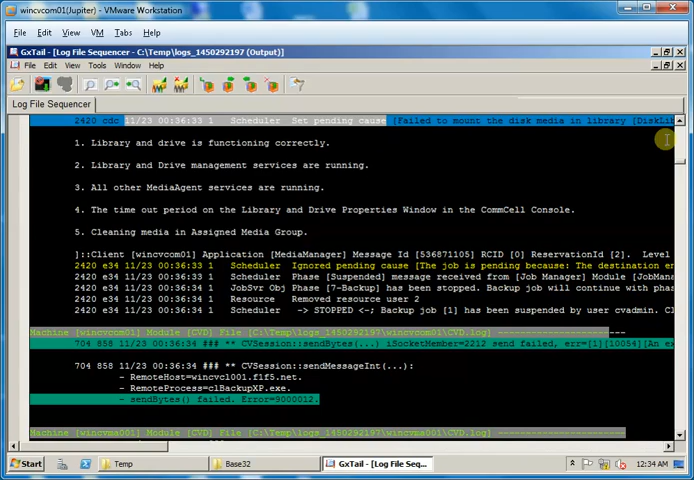 wincvcom01(Jupiter) - VMware Workstation
File Edit View VM Tabs Help
GxTail - [Log File Sequencer - C:\Temp\logs_1450292197 (Output)]
File Edit View Tools Window Help
Log File Sequencer
2420 cdc 11/23 00:36:33 1 Scheduler Set pending cause [Failed to mount the disk media in library [DiskLib
1. Library and drive is functioning correctly.
2. Library and Drive management services are running.
3. All other MediaAgent services are running.
4. The time out period on the Library and Drive Properties Window in the CommCell Console.
5. Cleaning media in Assigned Media Group.
]::Client [wincvcom01] Application [MediaManager] Message Id [536871105] RCID [0] ReservationId [2]. Level
2420 e34 11/23 00:36:33 1 Scheduler Ignored pending cause [The job is pending because: The destination en
2420 e34 11/23 00:36:33 1 Scheduler Phase [Suspended] message received from [Job Manager] Module [JobMana
2420 e34 11/23 00:36:33 1 JobSvr Obj Phase [7-Backup] has been stopped. Backup job will continue with phas
2420 e34 11/23 00:36:33 1 Resource Removed resource user 2
2420 e34 11/23 00:36:33 1 Scheduler -> STOPPED <-; Backup job [1] has been suspended by user cvadmin. Cl
Machine [wincvcom01] Module [CVD] File [C:\Temp\logs_1450292197\wincvcom01\CVD.log] ---
704 858 11/23 00:36:34 ### ** CVSession::sendBytes(...) iSocketMember=2212 send failed, err=[1][10054][An ex
704 858 11/23 00:36:34 ### ** CVSession::sendMessageInt(...):
- RemoteHost=wincvcl001.f1f5.net.
- RemoteProcess=clBackupXP.exe.
- sendBytes() failed. Error=9000012.
Machine [wincvma001] Module [CVD] File [C:\Temp\logs_1450292197\wincvma001\CVD.log]
Start Temp Base32 GxTail - [Log File Sequ... 12:34 AM